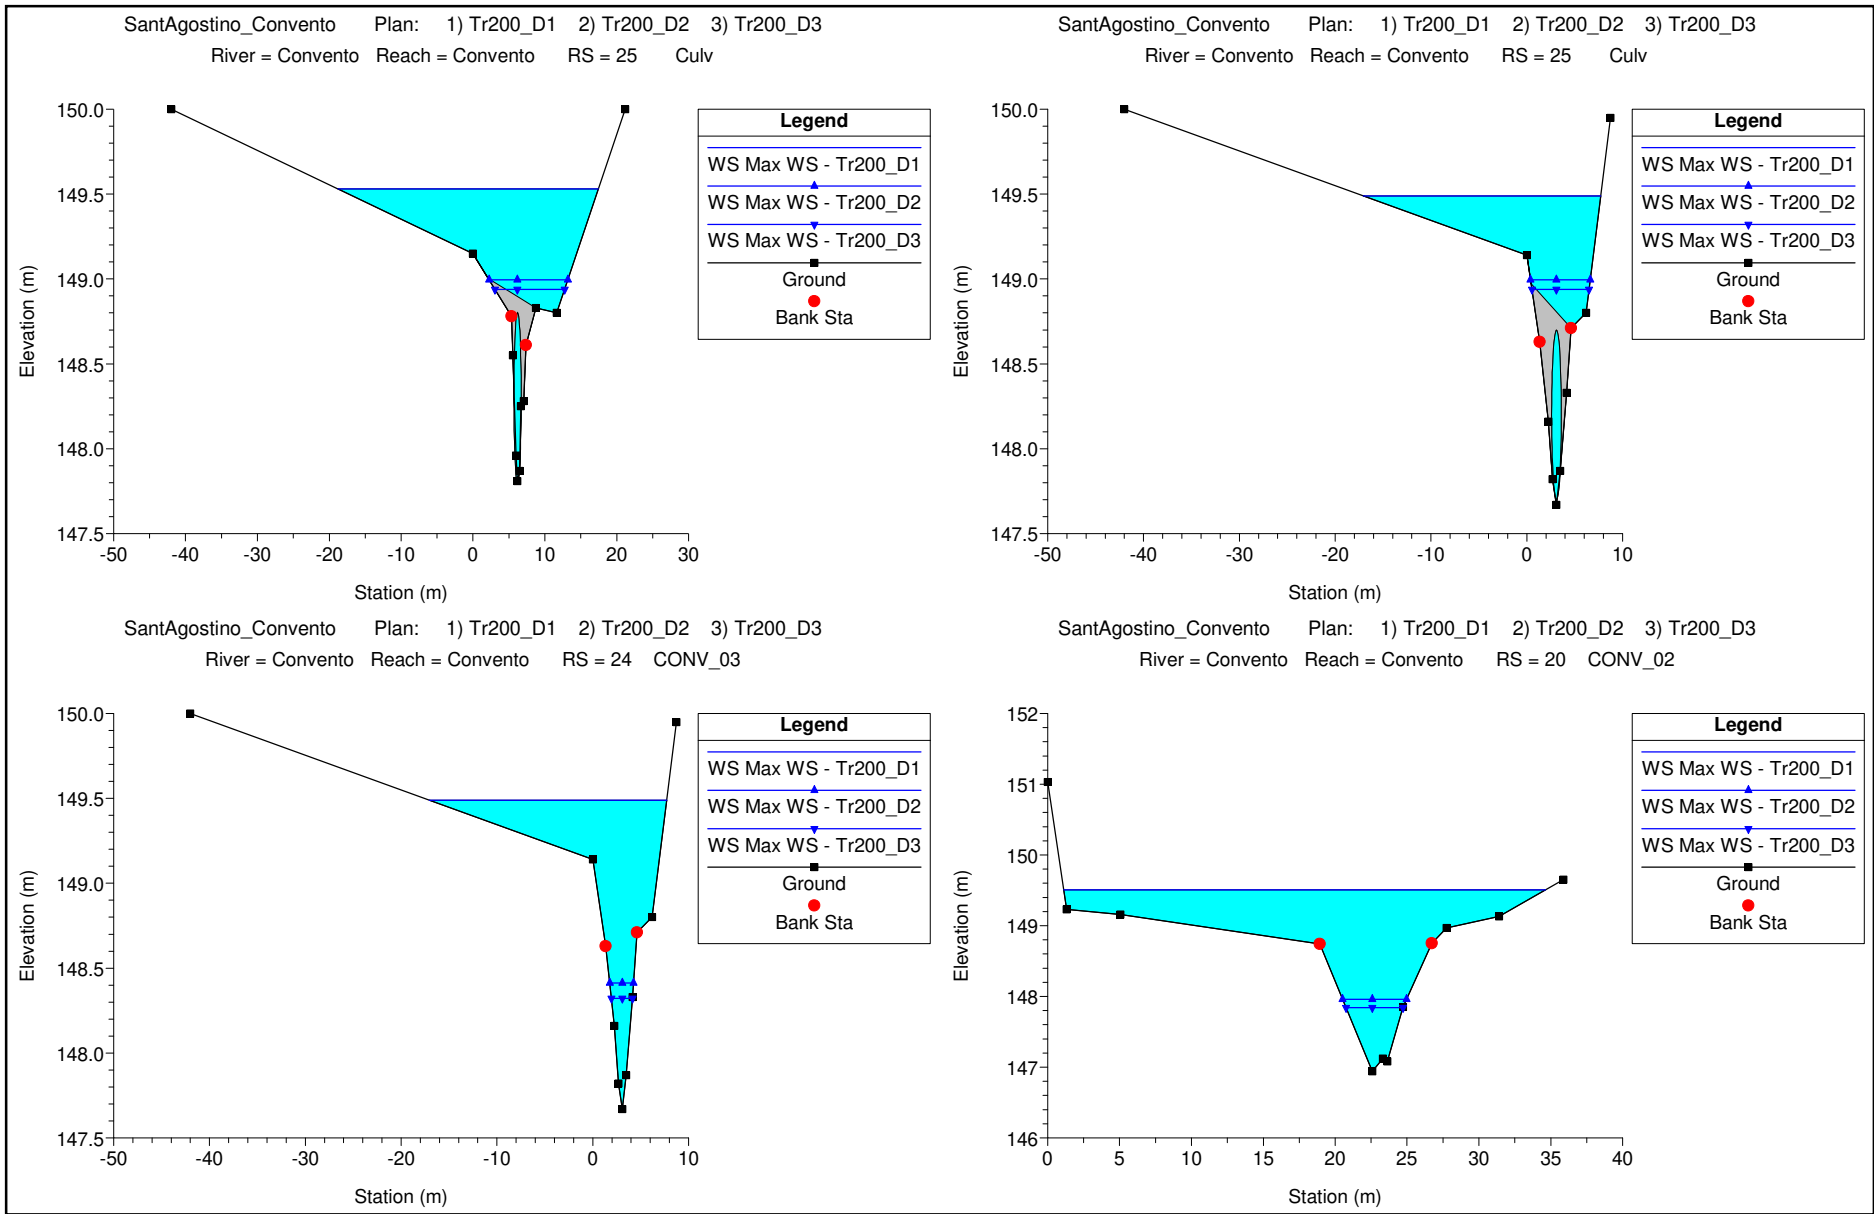 SantAgostino_Convento Plan: 1) Tr200_D1 2) Tr200_D2 3) Tr200_D3
River = Convento Reach = Convento RS = 25 Culv
150.0
149.5
149.0
148.5
148.0
147.5
Elevation (m)
-50 -40 -30 -20 -10 0 10 20 30
Station (m)
Legend
WS Max WS - Tr200_D1
WS Max WS - Tr200_D2
WS Max WS - Tr200_D3
Ground
Bank Sta
SantAgostino_Convento Plan: 1) Tr200_D1 2) Tr200_D2 3) Tr200_D3
River = Convento Reach = Convento RS = 25 Culv
150.0
149.5
149.0
148.5
148.0
147.5
Elevation (m)
-50 -40 -30 -20 -10 0 10
Station (m)
Legend
WS Max WS - Tr200_D1
WS Max WS - Tr200_D2
WS Max WS - Tr200_D3
Ground
Bank Sta
SantAgostino_Convento Plan: 1) Tr200_D1 2) Tr200_D2 3) Tr200_D3
River = Convento Reach = Convento RS = 24 CONV_03
150.0
149.5
149.0
148.5
148.0
147.5
Elevation (m)
-50 -40 -30 -20 -10 0 10
Station (m)
Legend
WS Max WS - Tr200_D1
WS Max WS - Tr200_D2
WS Max WS - Tr200_D3
Ground
Bank Sta
SantAgostino_Convento Plan: 1) Tr200_D1 2) Tr200_D2 3) Tr200_D3
River = Convento Reach = Convento RS = 20 CONV_02
152
151
150
149
148
147
146
Elevation (m)
0 5 10 15 20 25 30 35 40
Station (m)
Legend
WS Max WS - Tr200_D1
WS Max WS - Tr200_D2
WS Max WS - Tr200_D3
Ground
Bank Sta